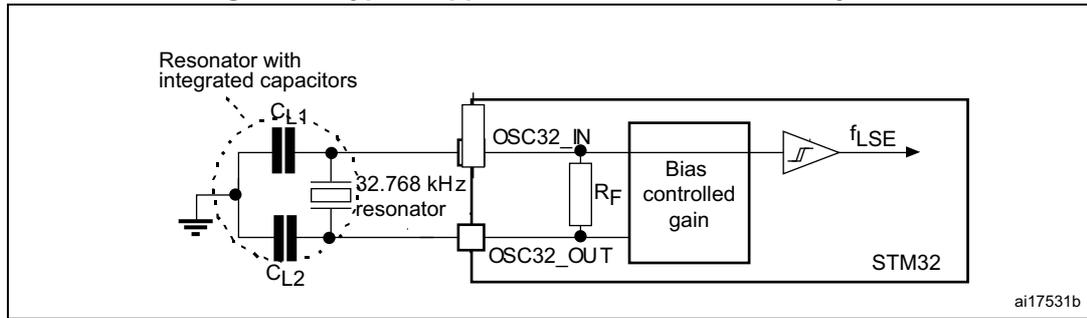 Resonator with
integrated capacitors
CL1
OSC32_IN
fLSE
32.768 kHz
resonator
RF
Bias
controlled
gain
OSC32_OUT
STM32
CL2
ai17531b